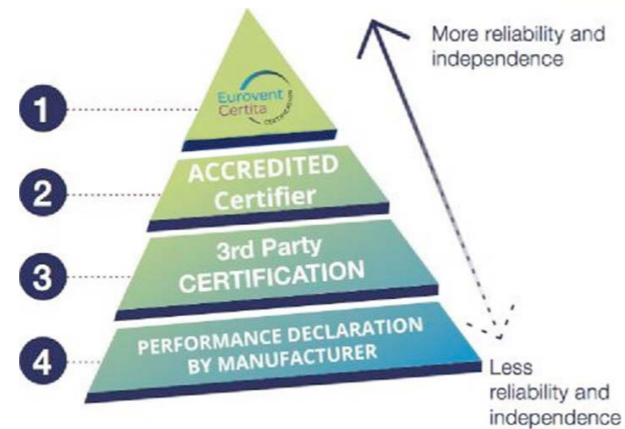 More reliability and
independence
1
Eurovent
Certita
CERTIFICATION
2
ACCREDITED
Certifier
3
3rd Party
CERTIFICATION
4
PERFORMANCE DECLARATION
BY MANUFACTURER
Less
reliability and
independence